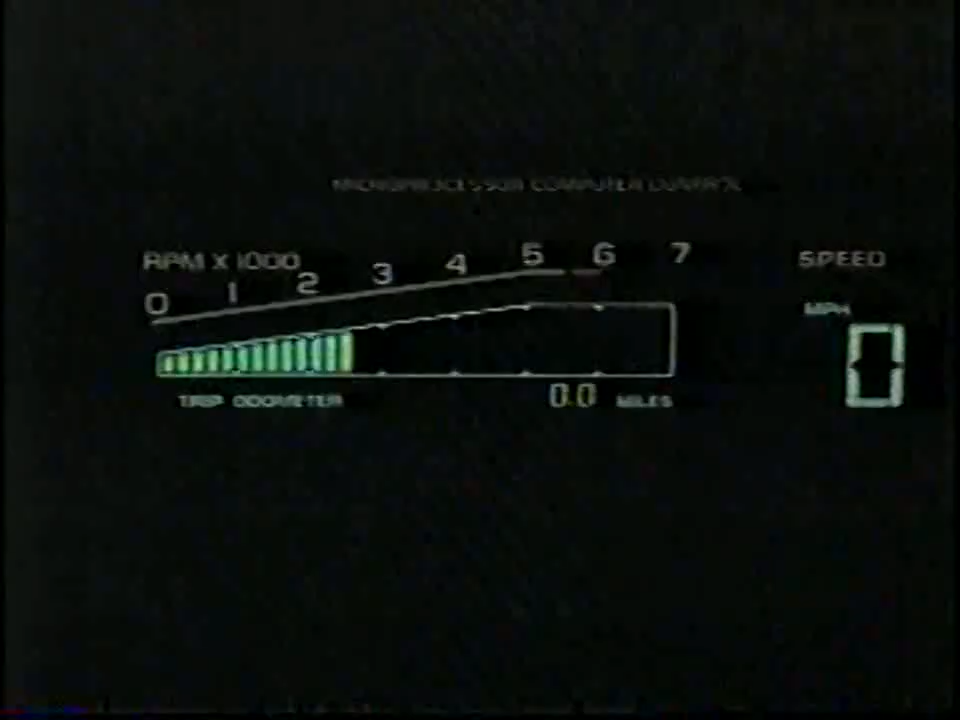 MICROPROCESSOR COMPUTER CONTROL
RPM X 1000
0 1 2 3 4 5 6 7
SPEED
MPH
0
TRIP ODOMETER 0.0 MILES